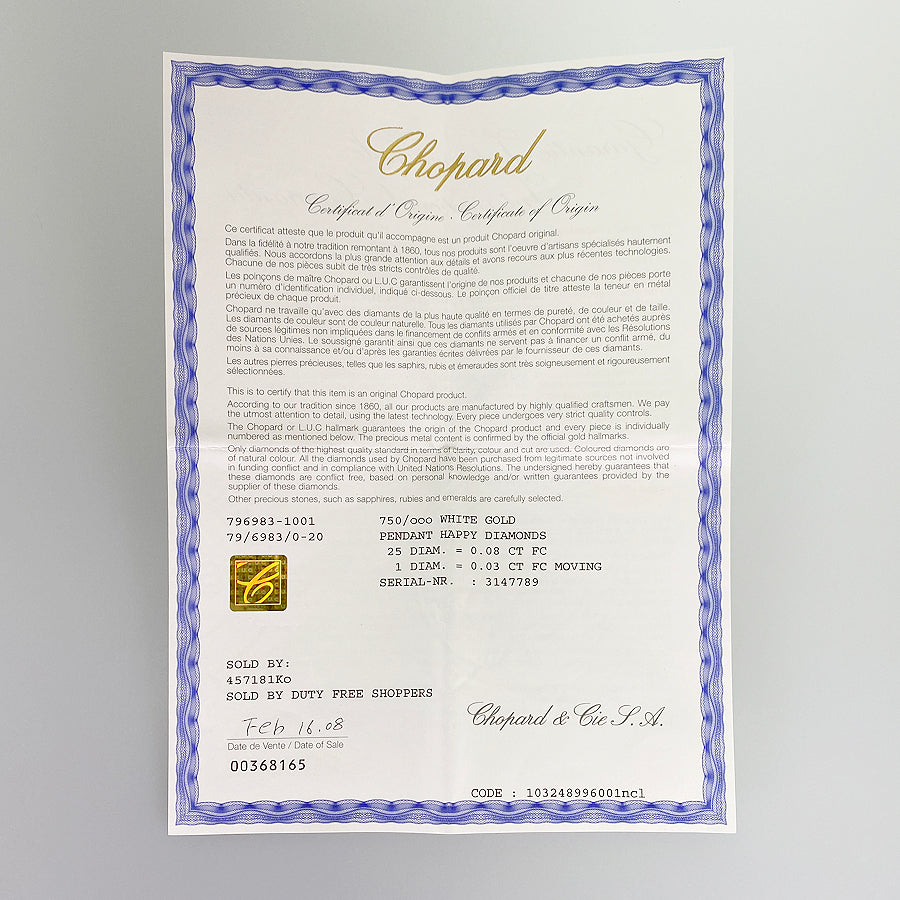 Chopard
Certificat d'Origine . Certificate of Origin
Ce certificat atteste que le produit qu'il accompagne est un produit Chopard original.
Dans la fidélité à notre tradition remontant à 1860, tous nos produits sont l'oeuvre d'artisans spécialisés hautement
qualifiés. Nous accordons la plus grande attention aux détails et avons recours aux plus récentes technologies.
Chacune de nos pièces subit de très stricts contrôles de qualité.
Les poinçons de maître Chopard ou L.U.C garantissent l'origine de nos produits et chacune de nos pièces porte
un numéro d'identification individuel, indiqué ci-dessous. Le poinçon officiel de titre atteste la teneur en métal
précieux de chaque produit.
Chopard ne travaille qu'avec des diamants de la plus haute qualité en termes de pureté, de couleur et de taille.
Les diamants de couleur sont de couleur naturelle. Tous les diamants utilisés par Chopard ont été achetés auprès
de sources légitimes non impliquées dans le financement de conflits armés et en conformité avec les Résolutions
des Nations Unies. Le soussigné garantit ainsi que ces diamants ne servent pas à financer un conflit armé, du
moins à sa connaissance et/ou d'après les garanties écrites délivrées par le fournisseur de ces diamants.
Les autres pierres précieuses, telles que les saphirs, rubis et émeraudes sont très soigneusement et rigoureusement
sélectionnées.
This is to certify that this item is an original Chopard product.
According to our tradition since 1860, all our products are manufactured by highly qualified craftsmen. We pay
the utmost attention to detail, using the latest technology. Every piece undergoes very strict quality controls.
The Chopard or L.U.C hallmark guarantees the origin of the Chopard product and every piece is individually
numbered as mentioned below. The precious metal content is confirmed by the official gold hallmarks.
Only diamonds of the highest quality standard in terms of clarity, colour and cut are used. Coloured diamonds are
of natural colour. All the diamonds used by Chopard have been purchased from legitimate sources not involved
in funding conflict and in compliance with United Nations Resolutions. The undersigned hereby guarantees that
these diamonds are conflict free, based on personal knowledge and/or written guarantees provided by the
supplier of these diamonds.
Other precious stones, such as sapphires, rubies and emeralds are carefully selected.
796983-1001 750/ooo WHITE GOLD
79/6983/0-20 PENDANT HAPPY DIAMONDS
25 DIAM. = 0.08 CT FC
1 DIAM. = 0.03 CT FC MOVING
SERIAL-NR. : 3147789
SOLD BY:
457181Ko
SOLD BY DUTY FREE SHOPPERS
Feb 16.08
Chopard & Cie S.A.
Date de Vente / Date of Sale
00368165
CODE : 103248996001ncl